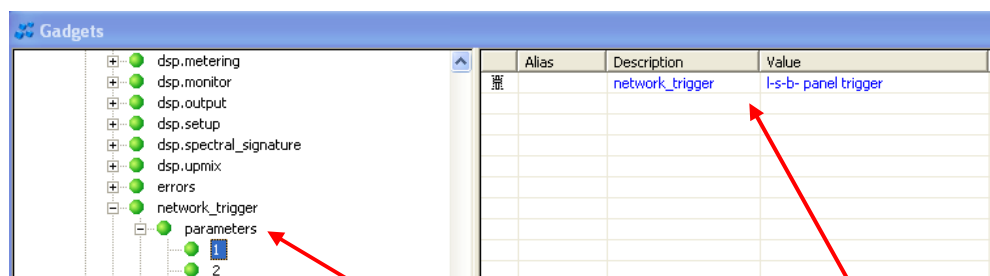 Gadgets
dsp.metering
dsp.monitor
dsp.output
dsp.setup
dsp.spectral_signature
dsp.upmix
errors
network_trigger
parameters
1
2
Alias Description Value
network_trigger l-s-b- panel trigger